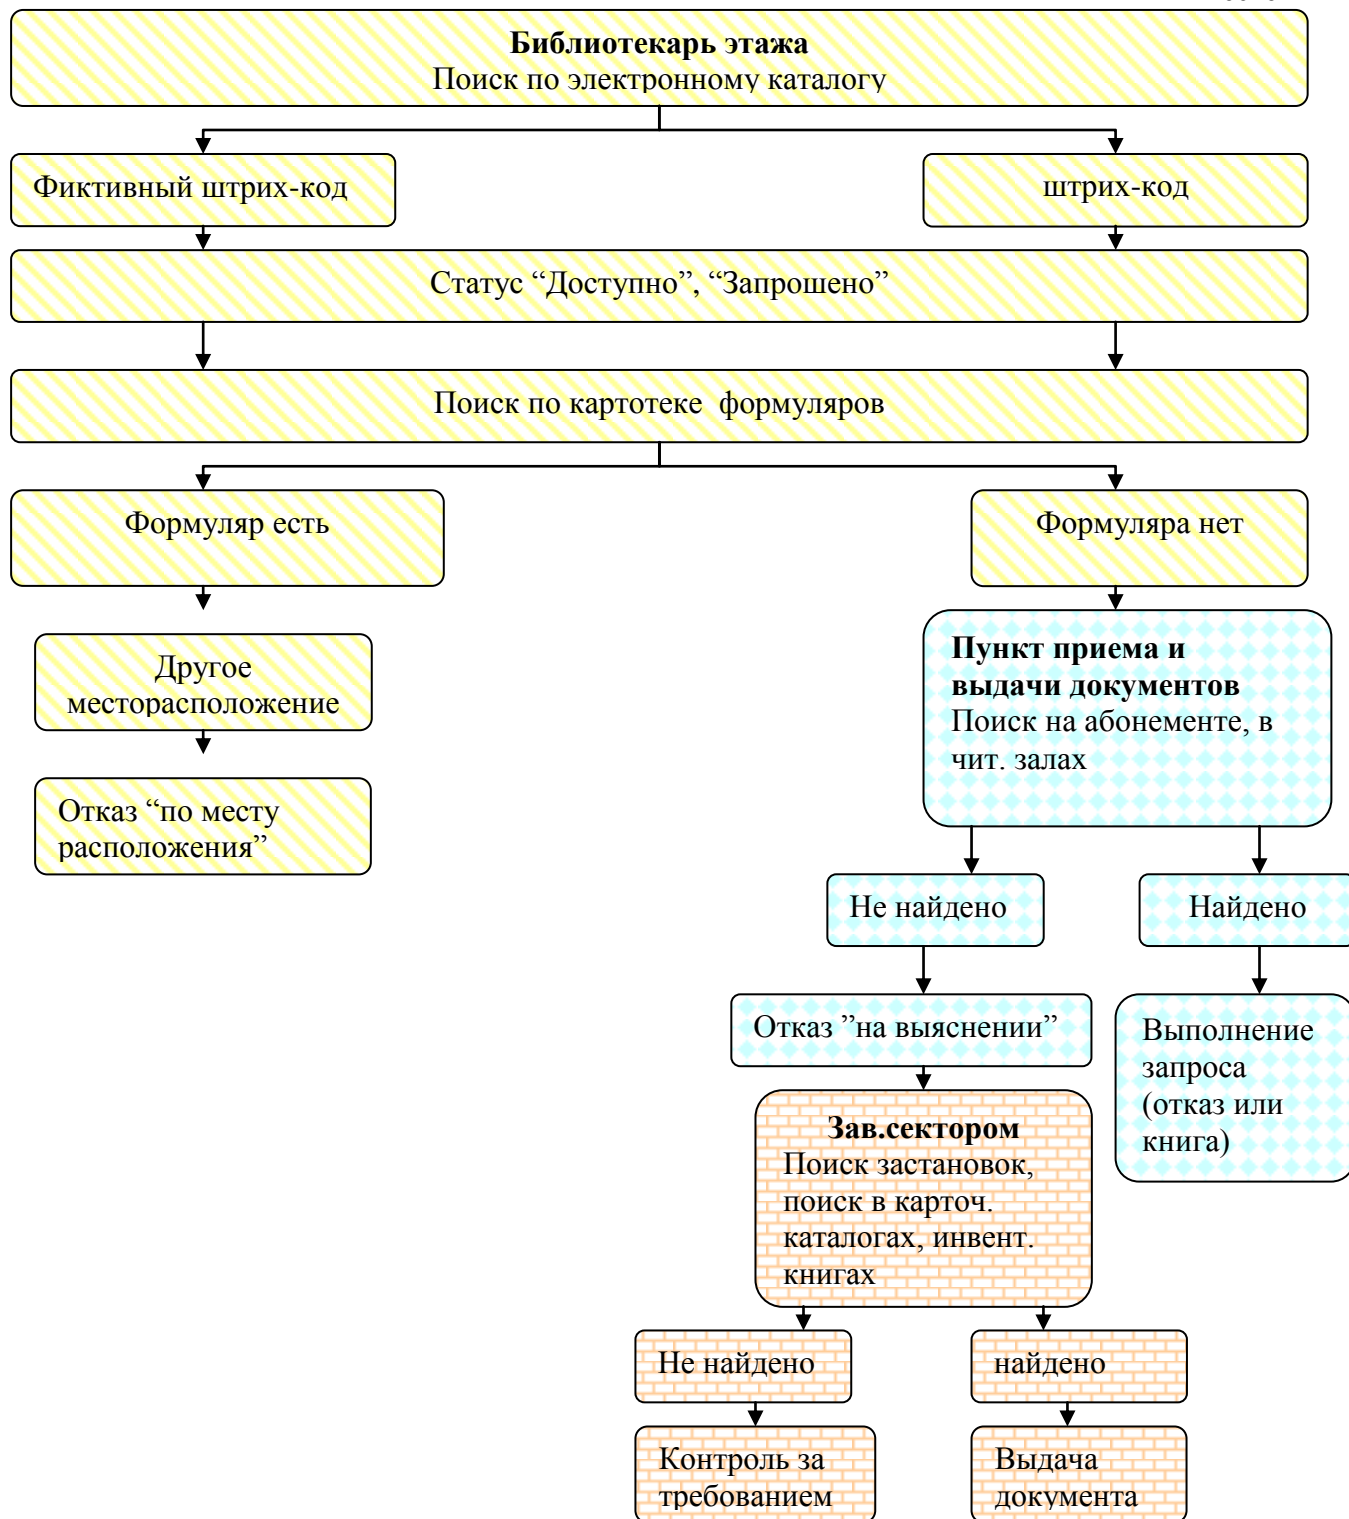 Библиотекарь этажа
Поиск по электронному каталогу
Фиктивный штрих-код
штрих-код
Статус “Доступно”, “Запрошено”
Поиск по картотеке формуляров
Формуляр есть
Формуляра нет
Другое
месторасположение
Пункт приема и
выдачи документов
Поиск на абонементе, в
чит. залах
Отказ “по месту
расположения”
Не найдено
Найдено
Отказ ”на выяснении”
Выполнение
запроса
(отказ или
книга)
Зав.сектором
Поиск застановок,
поиск в карточ.
каталогах, инвент.
книгах
Не найдено
найдено
Контроль за
требованием
Выдача
документа